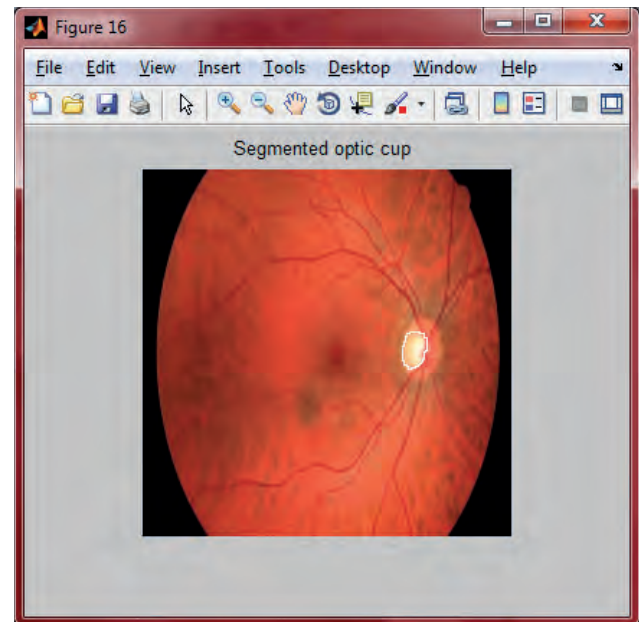 Figure 16
File Edit View Insert Tools Desktop Window Help
Segmented optic cup